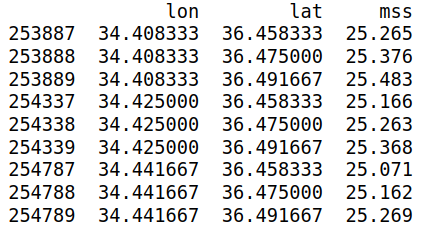 lon lat mss
253887 34.408333 36.458333 25.265
253888 34.408333 36.475000 25.376
253889 34.408333 36.491667 25.483
254337 34.425000 36.458333 25.166
254338 34.425000 36.475000 25.263
254339 34.425000 36.491667 25.368
254787 34.441667 36.458333 25.071
254788 34.441667 36.475000 25.162
254789 34.441667 36.491667 25.269